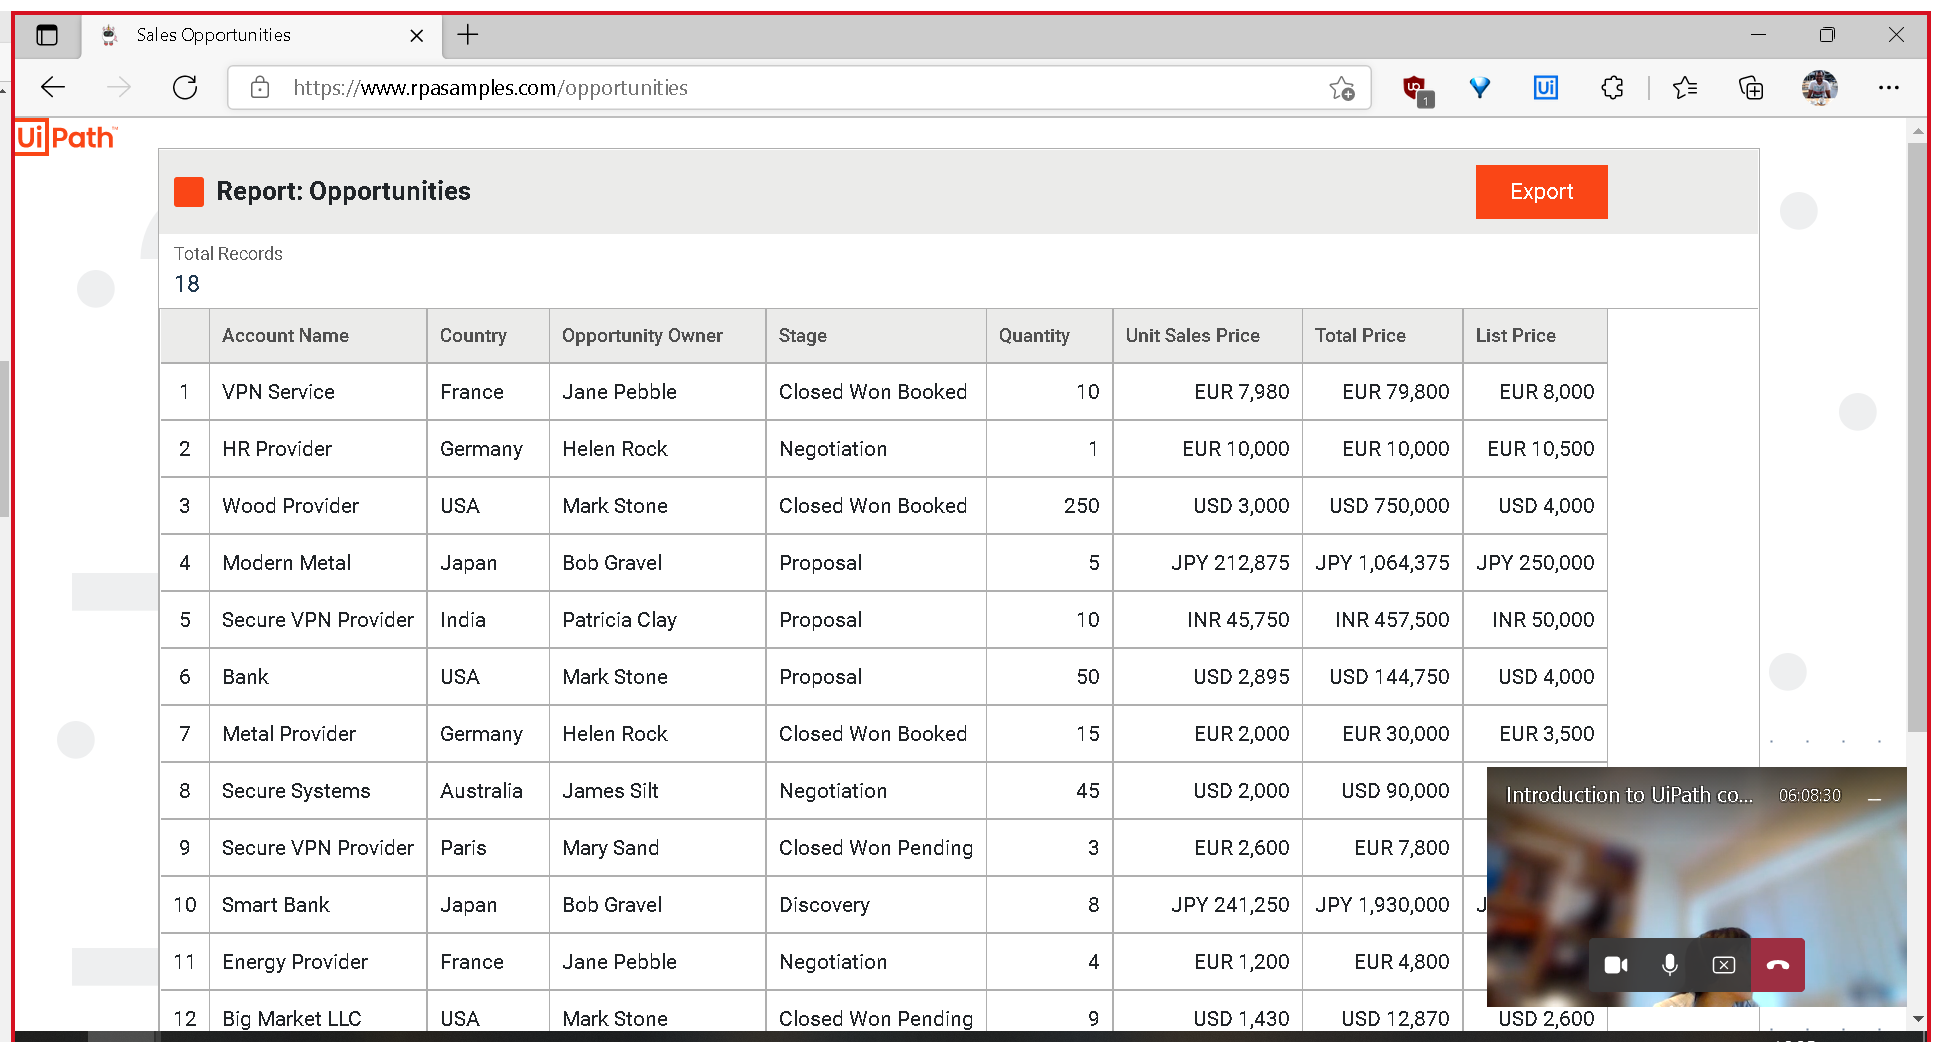 Sales Opportunities
https://www.rpasamples.com/opportunities
1
Ui
UiPath™
Report: Opportunities
Export
Total Records
18
Account Name Country Opportunity Owner Stage Quantity Unit Sales Price Total Price List Price
1 VPN Service France Jane Pebble Closed Won Booked 10 EUR 7,980 EUR 79,800 EUR 8,000
2 HR Provider Germany Helen Rock Negotiation 1 EUR 10,000 EUR 10,000 EUR 10,500
3 Wood Provider USA Mark Stone Closed Won Booked 250 USD 3,000 USD 750,000 USD 4,000
4 Modern Metal Japan Bob Gravel Proposal 5 JPY 212,875 JPY 1,064,375 JPY 250,000
5 Secure VPN Provider India Patricia Clay Proposal 10 INR 45,750 INR 457,500 INR 50,000
6 Bank USA Mark Stone Proposal 50 USD 2,895 USD 144,750 USD 4,000
7 Metal Provider Germany Helen Rock Closed Won Booked 15 EUR 2,000 EUR 30,000 EUR 3,500
8 Secure Systems Australia James Silt Negotiation 45 USD 2,000 USD 90,000
Introduction to UiPath co... 06:08:30
9 Secure VPN Provider Paris Mary Sand Closed Won Pending 3 EUR 2,600 EUR 7,800
10 Smart Bank Japan Bob Gravel Discovery 8 JPY 241,250 JPY 1,930,000 J
11 Energy Provider France Jane Pebble Negotiation 4 EUR 1,200 EUR 4,800
12 Big Market LLC USA Mark Stone Closed Won Pending 9 USD 1,430 USD 12,870 USD 2,600